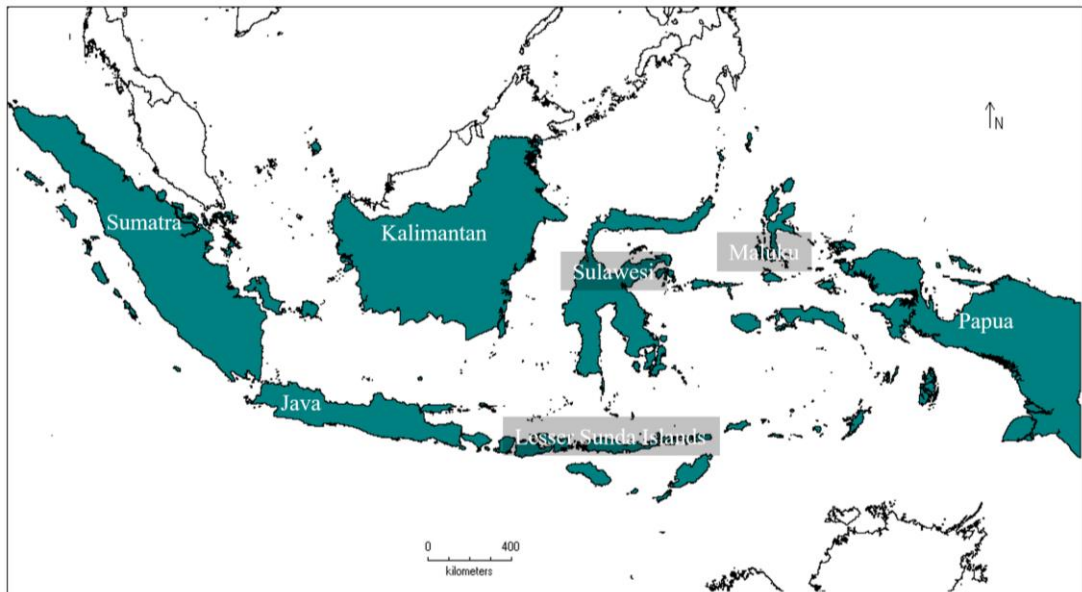 N
Sumatra
Kalimantan
Maluku
Sulawesi
Papua
Java
Lesser Sunda Islands
0 400
kilometers